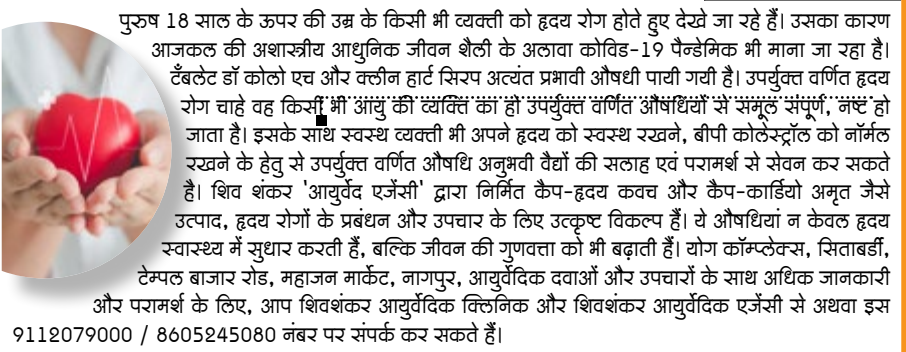 पुरुष 18 साल के ऊपर की उम्र के किसी भी व्यक्ती को हृदय रोग होते हुए देखे जा रहे हैं। उसका कारण
आजकल की अशास्त्रीय आधुनिक जीवन शैली के अलावा कोविड-19 पैन्डेमिक भी माना जा रहा है।
टॅबलेट डॉ कोलो एच और क्लीन हार्ट सिरप अत्यंत प्रभावी औषधी पायी गयी है। उपर्युक्त वर्णित हृदय
रोग चाहे वह किसी भी आयु की व्यक्ति का हो उपर्युक्त वर्णित औषधियों से समूल संपूर्ण, नष्ट हो
जाता है। इसके साथ स्वस्थ व्यक्ती भी अपने हृदय को स्वस्थ रखने, बीपी कोलेस्ट्रॉल को नॉर्मल
रखने के हेतु से उपर्युक्त वर्णित औषधि अनुभवी वैद्यों की सलाह एवं परामर्श से सेवन कर सकते
है। शिव शंकर 'आयुर्वेद एजेंसी' द्वारा निर्मित कैप-हृदय कवच और कैप-कार्डियो अमृत जैसे
उत्पाद, हृदय रोगों के प्रबंधन और उपचार के लिए उत्कृष्ट विकल्प हैं। ये औषधियां न केवल हृदय
स्वास्थ्य में सुधार करती हैं, बल्कि जीवन की गुणवत्ता को भी बढ़ाती हैं। योग कॉम्प्लेक्स, सिताबर्डी,
टेम्पल बाजार रोड, महाजन मार्केट, नागपुर, आयुर्वेदिक दवाओं और उपचारों के साथ अधिक जानकारी
और परामर्श के लिए, आप शिवशंकर आयुर्वेदिक क्लिनिक और शिवशंकर आयुर्वेदिक एजेंसी से अथवा इस
9112079000 / 8605245080 नंबर पर संपर्क कर सकते हैं।